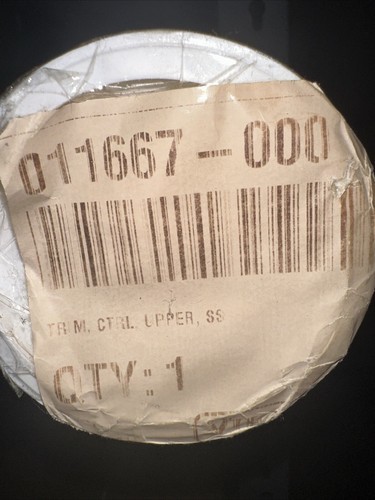 011667-000
TRIM, CTRL, UPPER, SS
QTY: 1